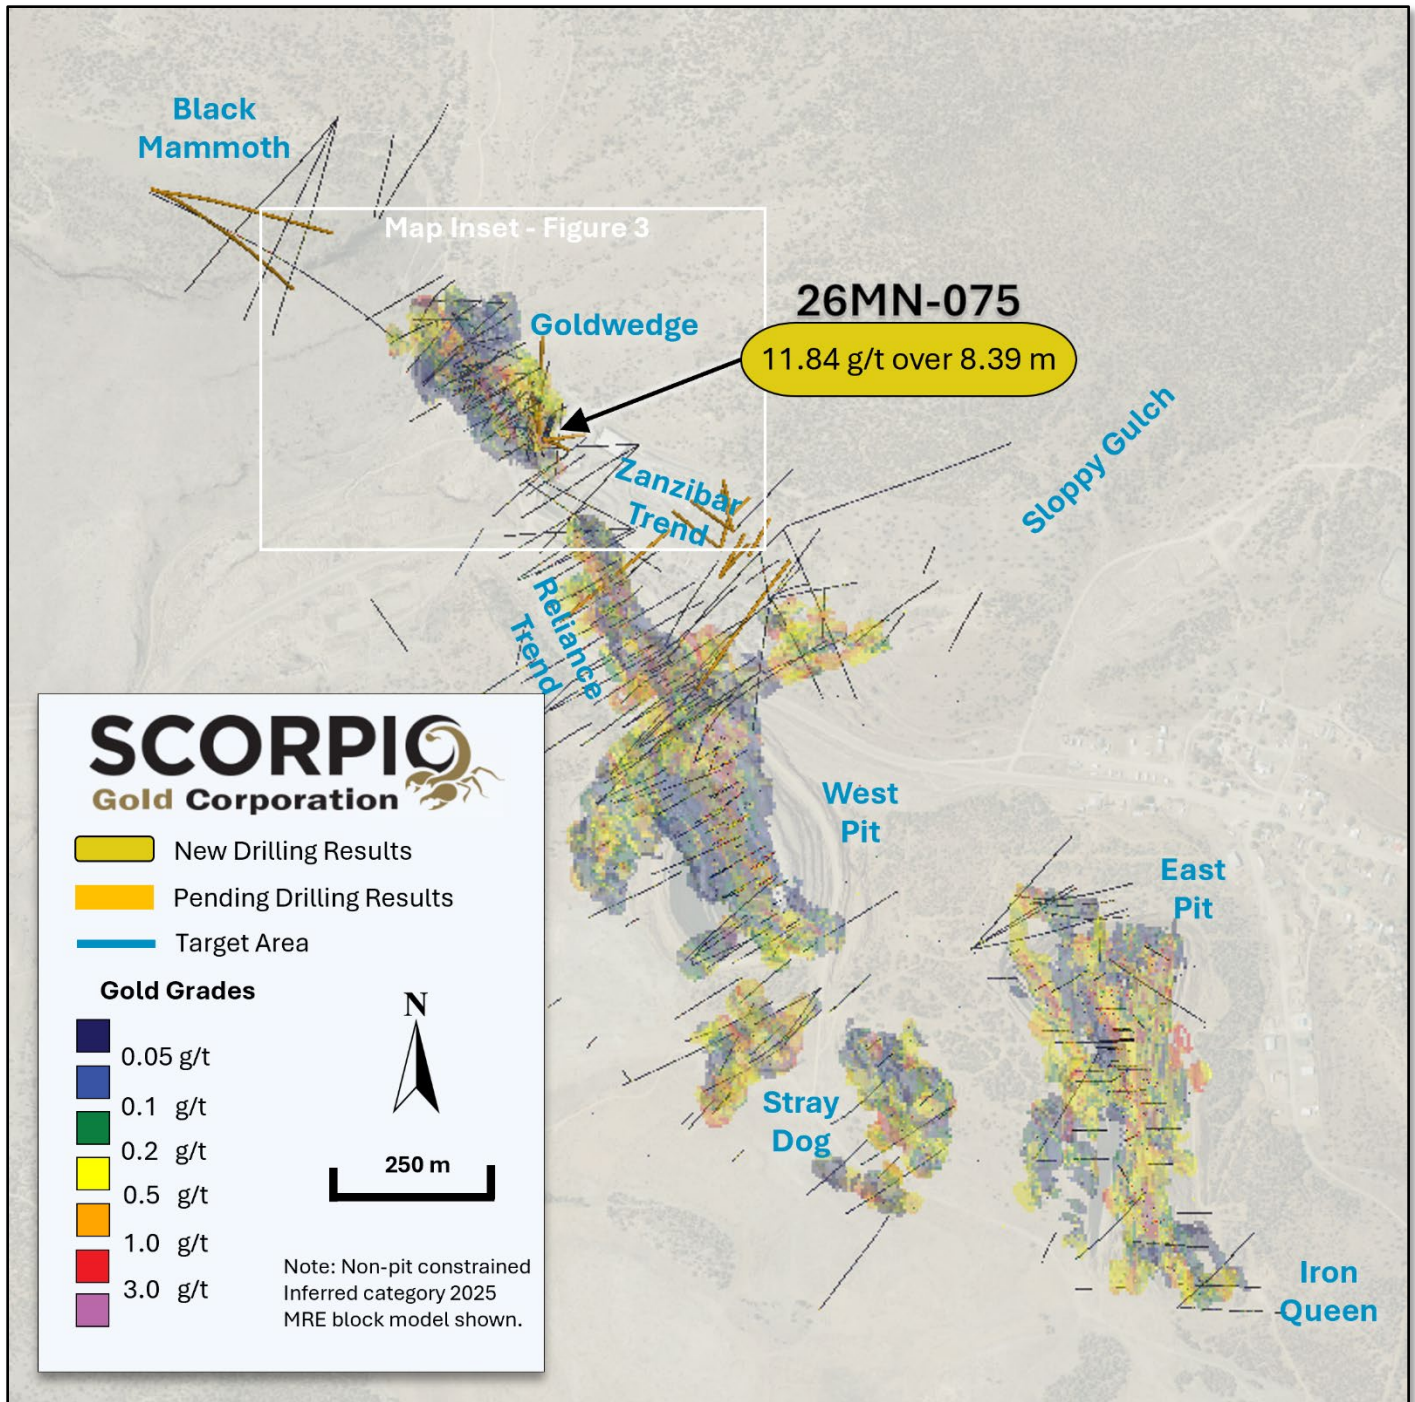 Black
Mammoth
Map Inset - Figure 3
26MN-075
11.84 g/t over 8.39 m
Goldwedge
Sloppy Gulch
Zanzibar
Trend
Reliance
Trend
West
Pit
East
Pit
Stray
Dog
Iron
Queen
SCORPIO
Gold Corporation
New Drilling Results
Pending Drilling Results
Target Area
Gold Grades
0.05 g/t
0.1 g/t
0.2 g/t
0.5 g/t
1.0 g/t
3.0 g/t
N
250 m
Note: Non-pit constrained
Inferred category 2025
MRE block model shown.